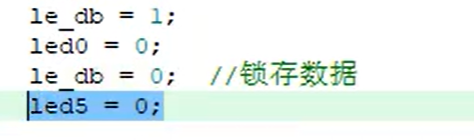 le_db = 1;
led0 = 0;
le_db = 0;  //锁存数据
led5 = 0;